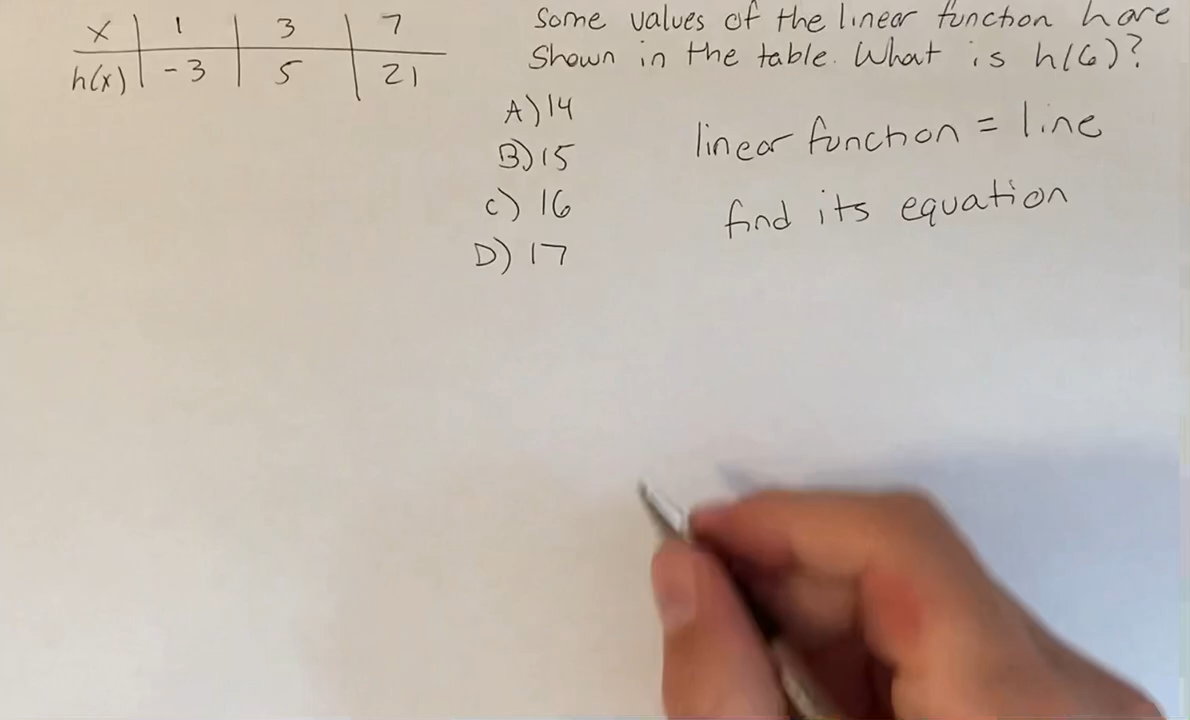 x | 1 | 3 | 7
h(x) | -3 | 5 | 21
Some values of the linear function h are
Shown in the table. What is h(6)?
A) 14
B) 15
C) 16
D) 17
linear function = line
find its equation